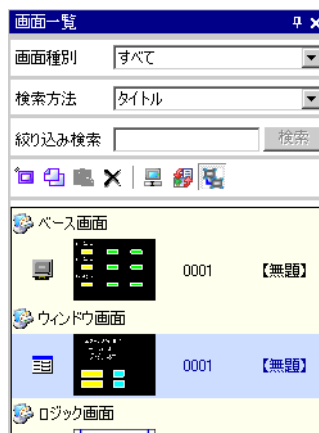 画面一覧
画面種別 すべて
検索方法 タイトル
絞り込み検索 検索
ベース画面
0001 【無題】
ウィンドウ画面
0001 【無題】
ロジック画面